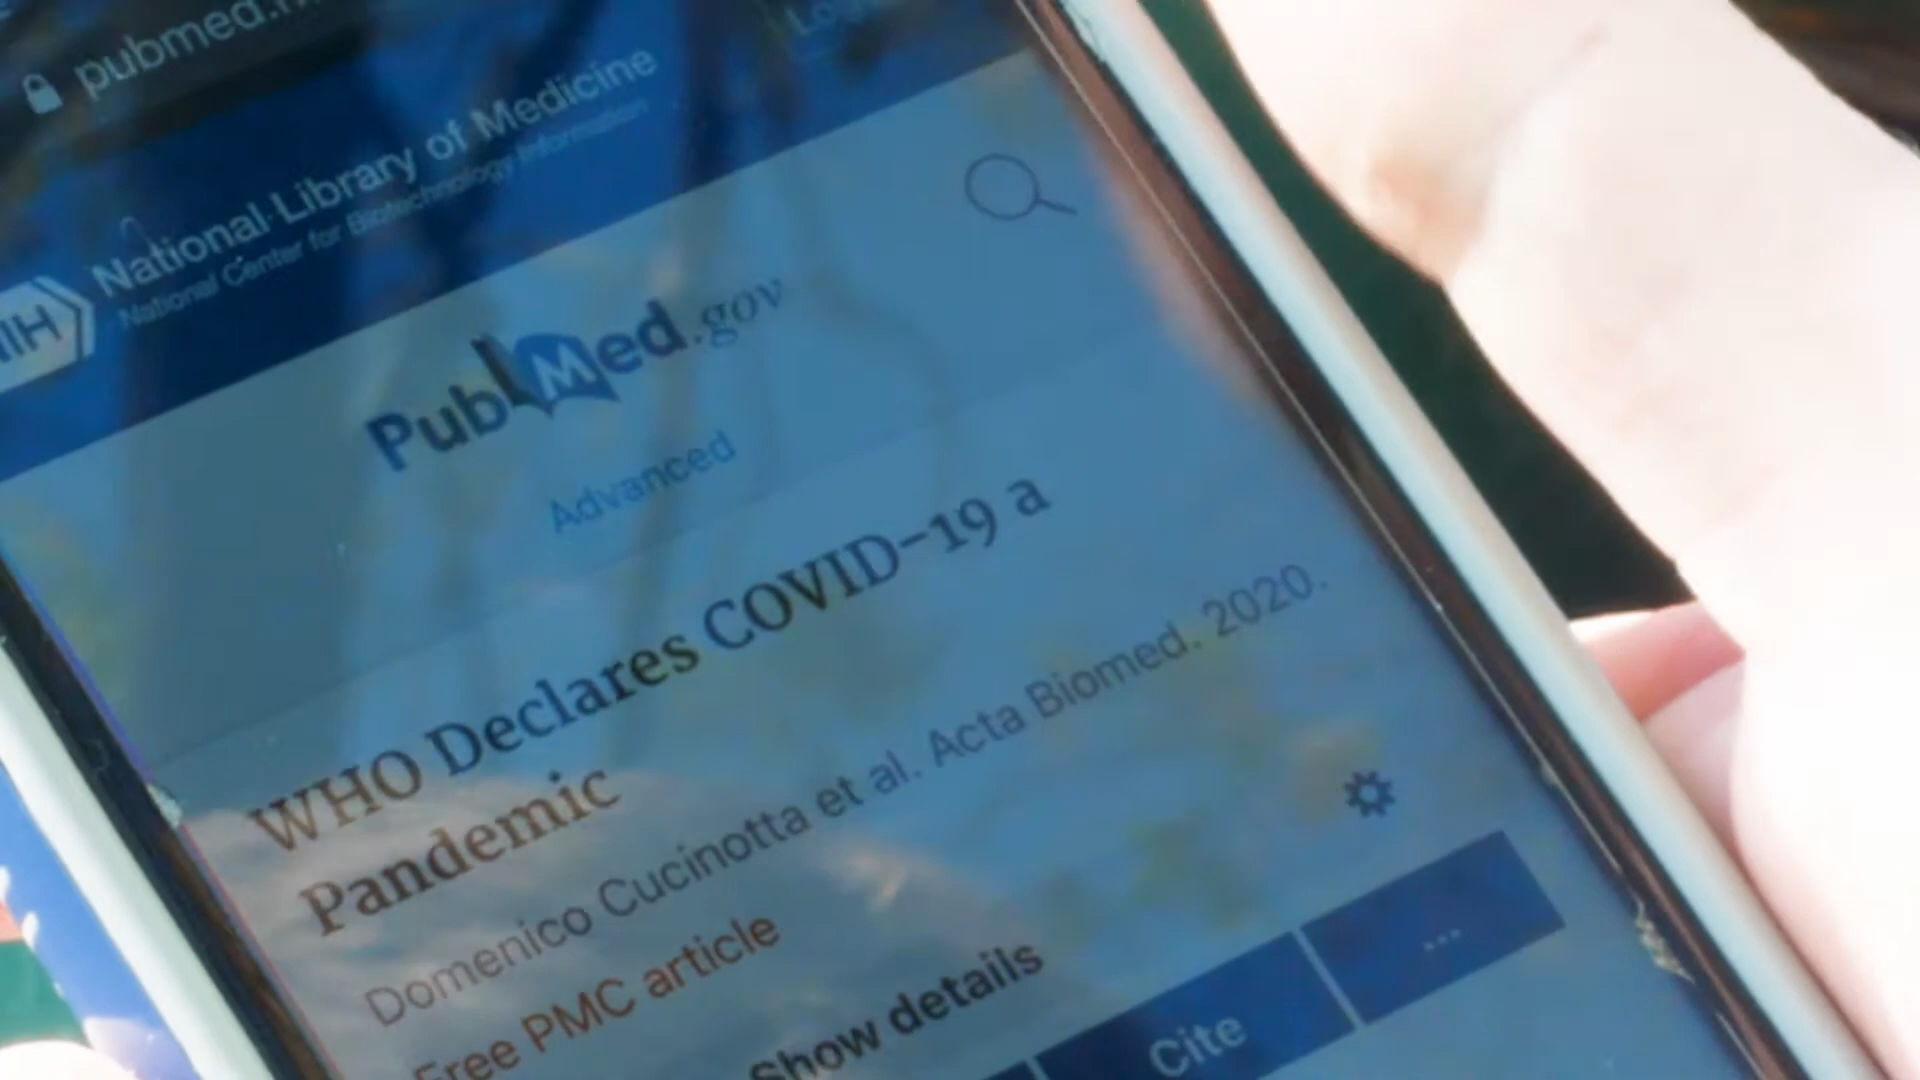 pubmed.n
NIH
National Library of Medicine
National Center for Biotechnology Information
PubMed.gov
Advanced
WHO Declares COVID-19 a
Pandemic
Domenico Cucinotta et al. Acta Biomed. 2020.
Free PMC article
Show details
Cite
...